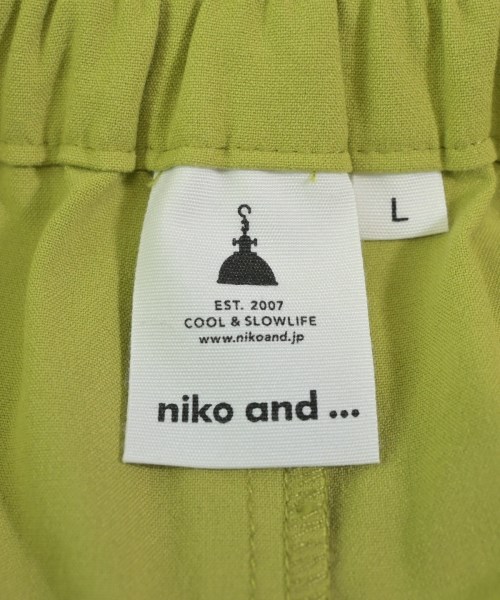 L
EST. 2007
COOL & SLOWLIFE
www.nikoand.jp
niko and ...